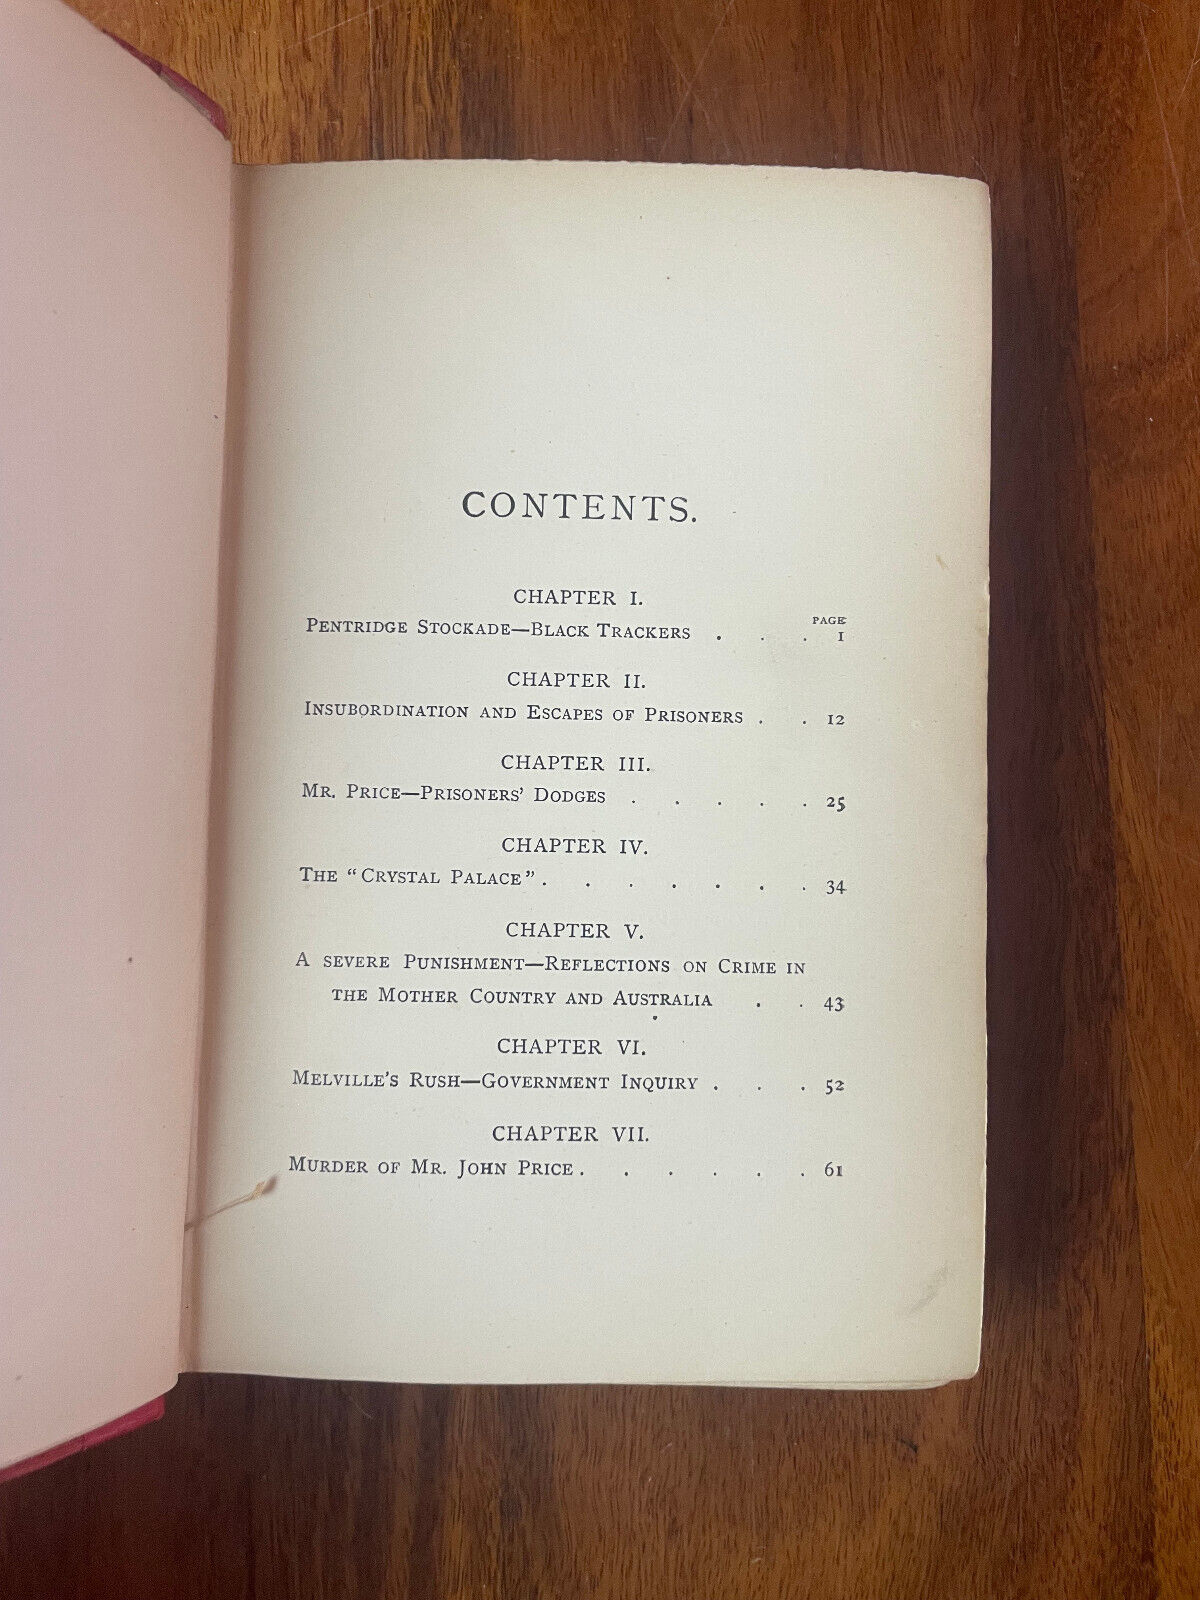 CONTENTS.
CHAPTER I.
PAGE
PENTRIDGE STOCKADE—BLACK TRACKERS . . . 1
CHAPTER II.
INSUBORDINATION AND ESCAPES OF PRISONERS . . 12
CHAPTER III.
MR. PRICE—PRISONERS' DODGES . . . . . 25
CHAPTER IV.
THE "CRYSTAL PALACE" . . . . . . . 34
CHAPTER V.
A SEVERE PUNISHMENT—REFLECTIONS ON CRIME IN
THE MOTHER COUNTRY AND AUSTRALIA . . 43
CHAPTER VI.
MELVILLE'S RUSH—GOVERNMENT INQUIRY . . . 52
CHAPTER VII.
MURDER OF MR. JOHN PRICE . . . . . . 61